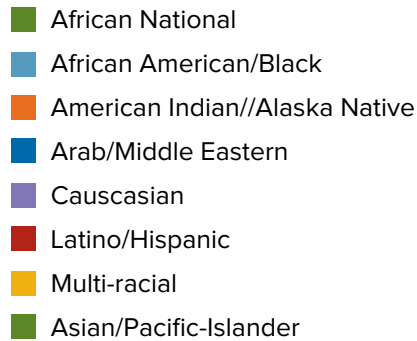 African National
African American/Black
American Indian//Alaska Native
Arab/Middle Eastern
Causcasian
Latino/Hispanic
Multi-racial
Asian/Pacific-Islander